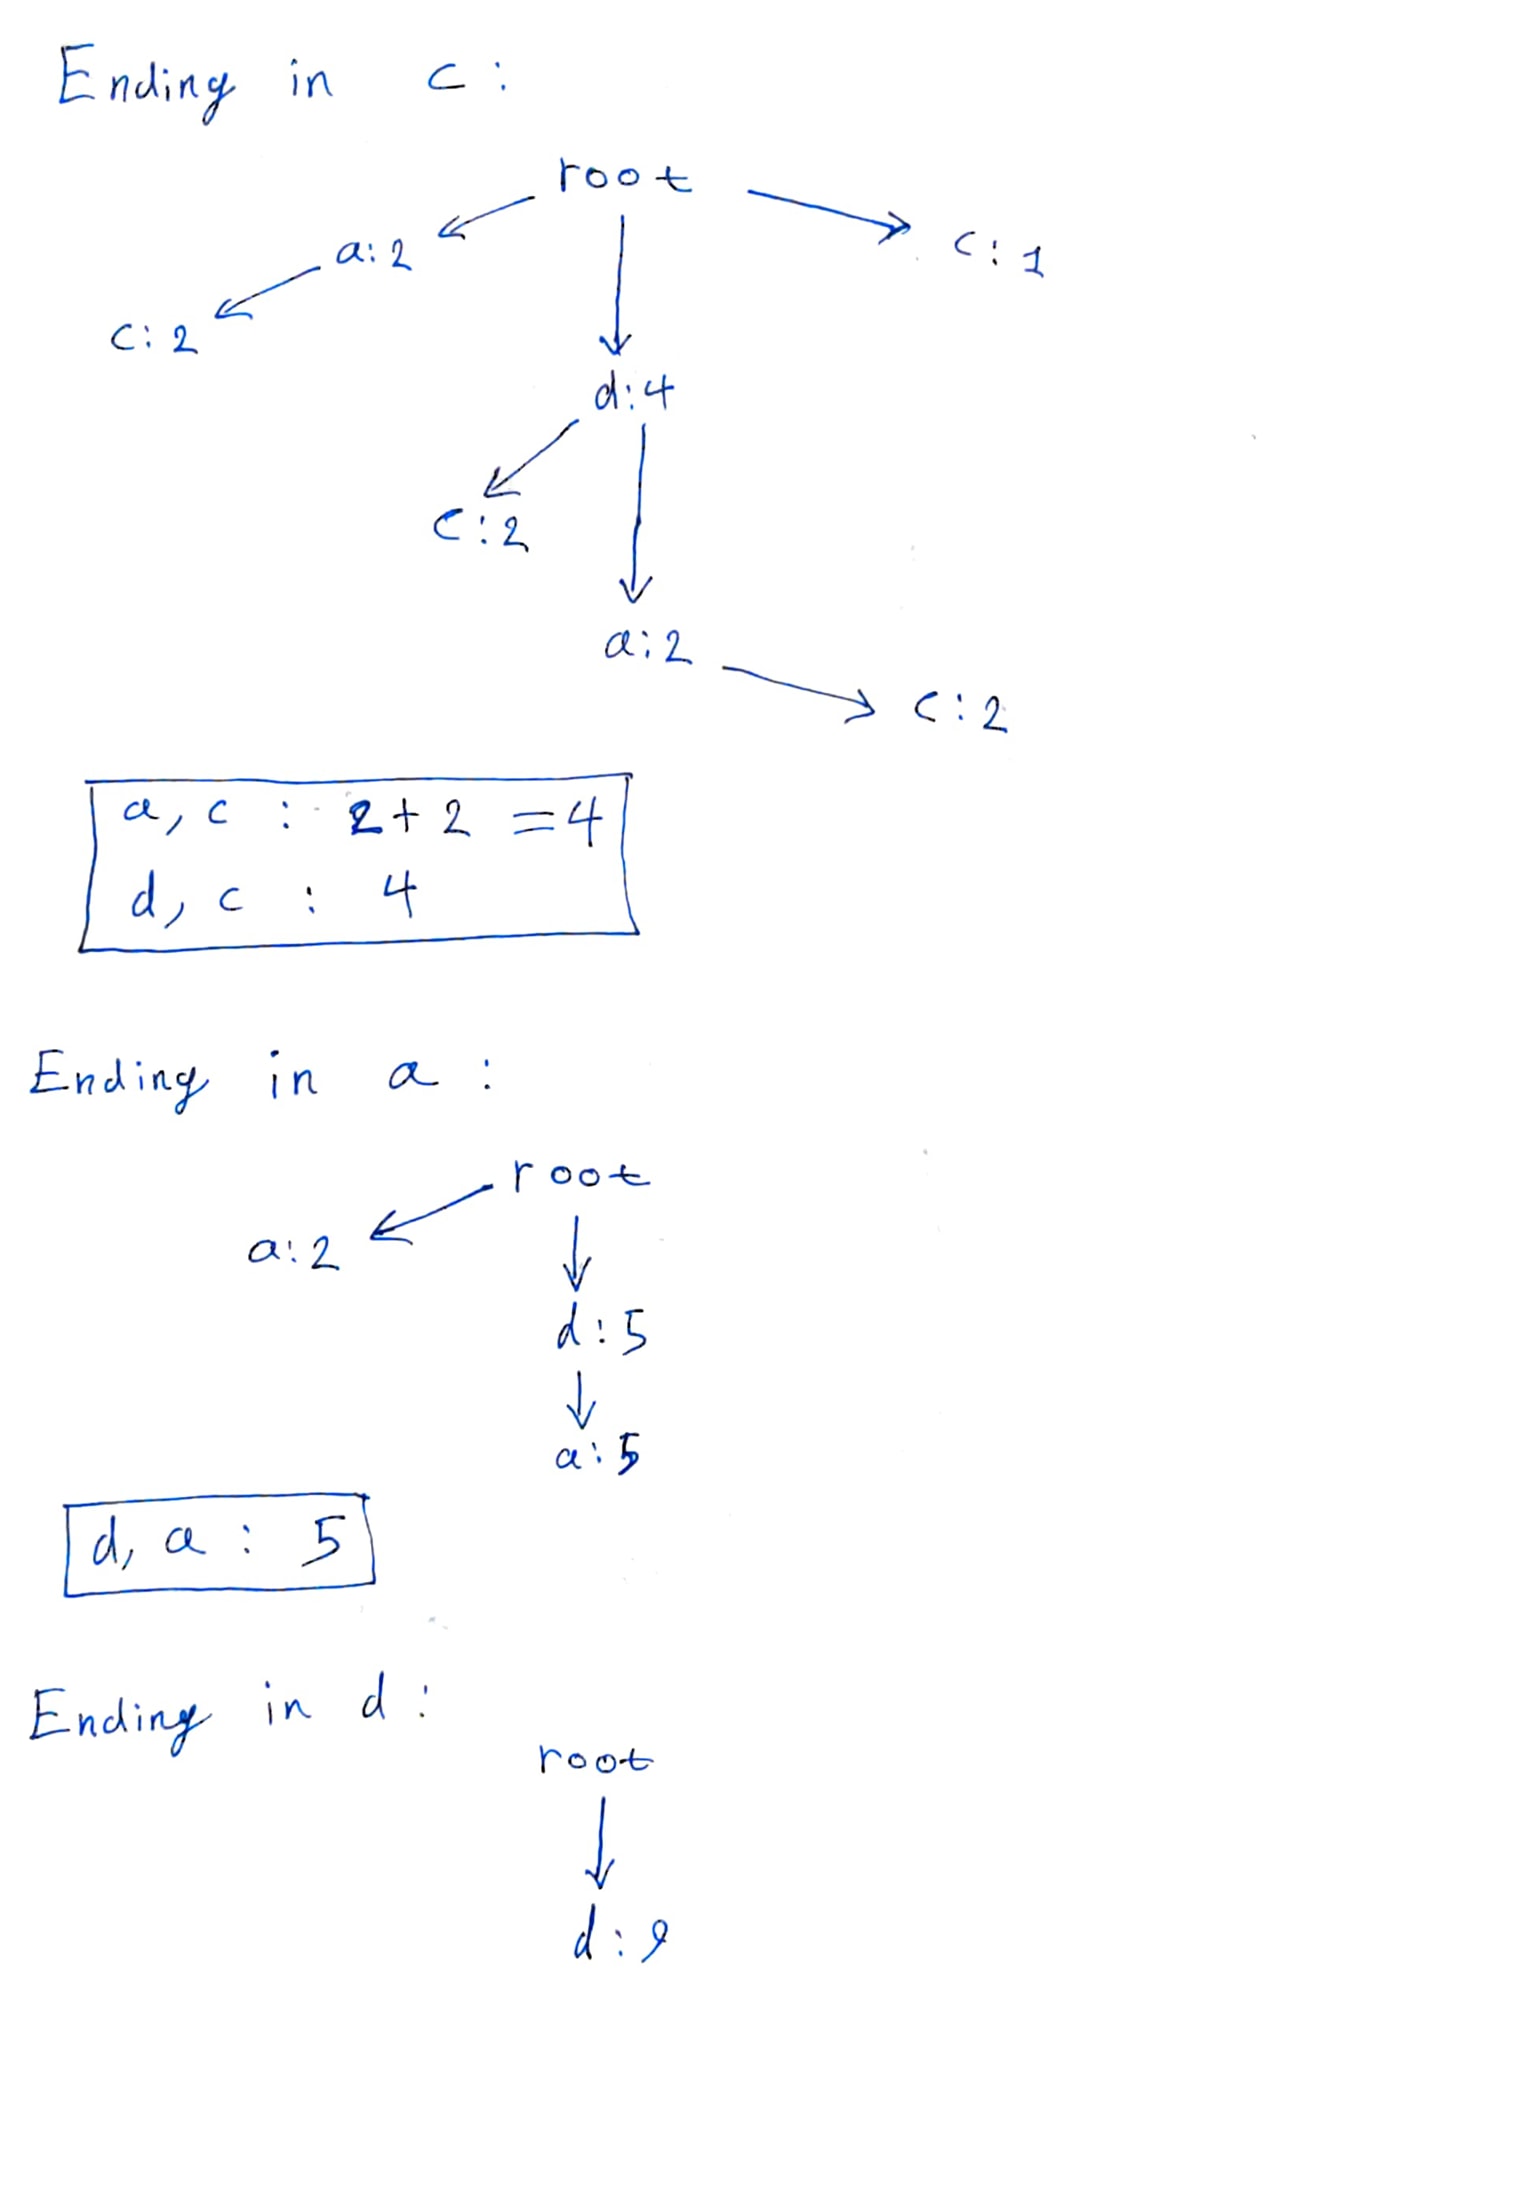 Ending in c :
root
a:2
c:1
c:2
d:4
c:2
a:2
c:2
a, c : 2+2 =4
d, c : 4
Ending in a :
root
a:2
d:5
a:5
d, a : 5
Ending in d :
root
d:9